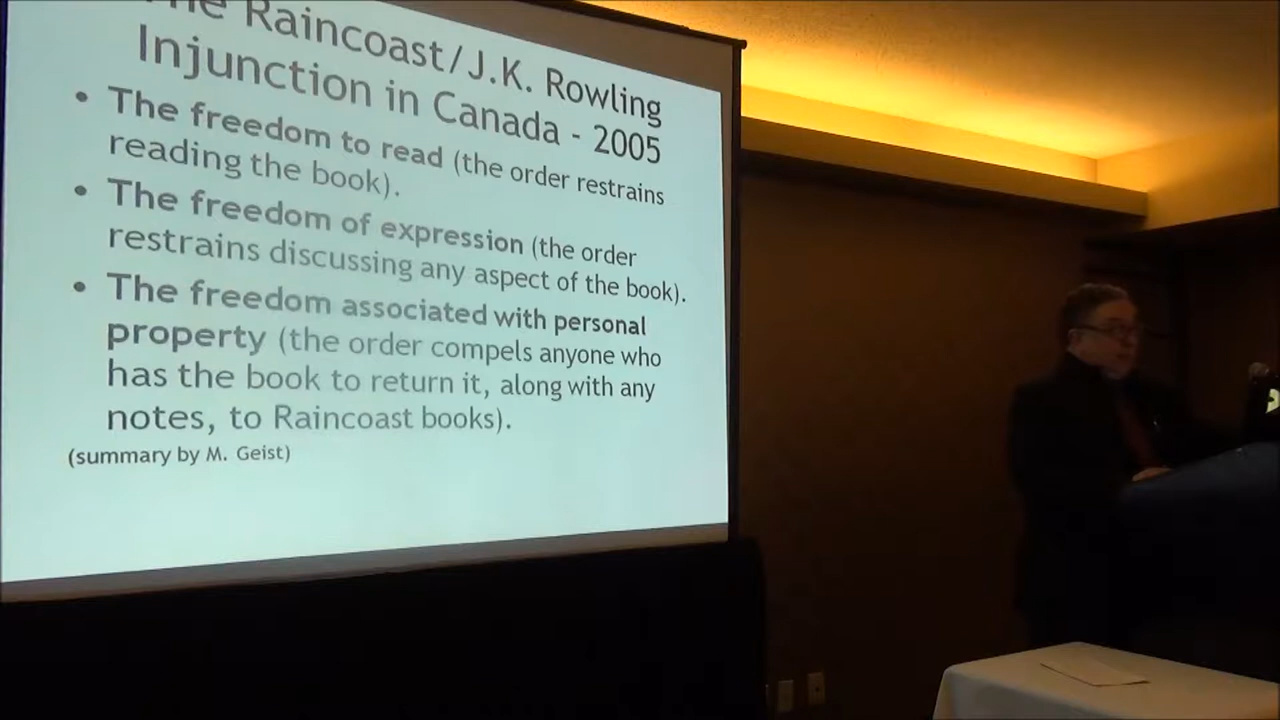 The Raincoast/J.K. Rowling
Injunction in Canada - 2005
• The freedom to read (the order restrains
reading the book).
• The freedom of expression (the order
restrains discussing any aspect of the book).
• The freedom associated with personal
property (the order compels anyone who
has the book to return it, along with any
notes, to Raincoast books).
(summary by M. Geist)